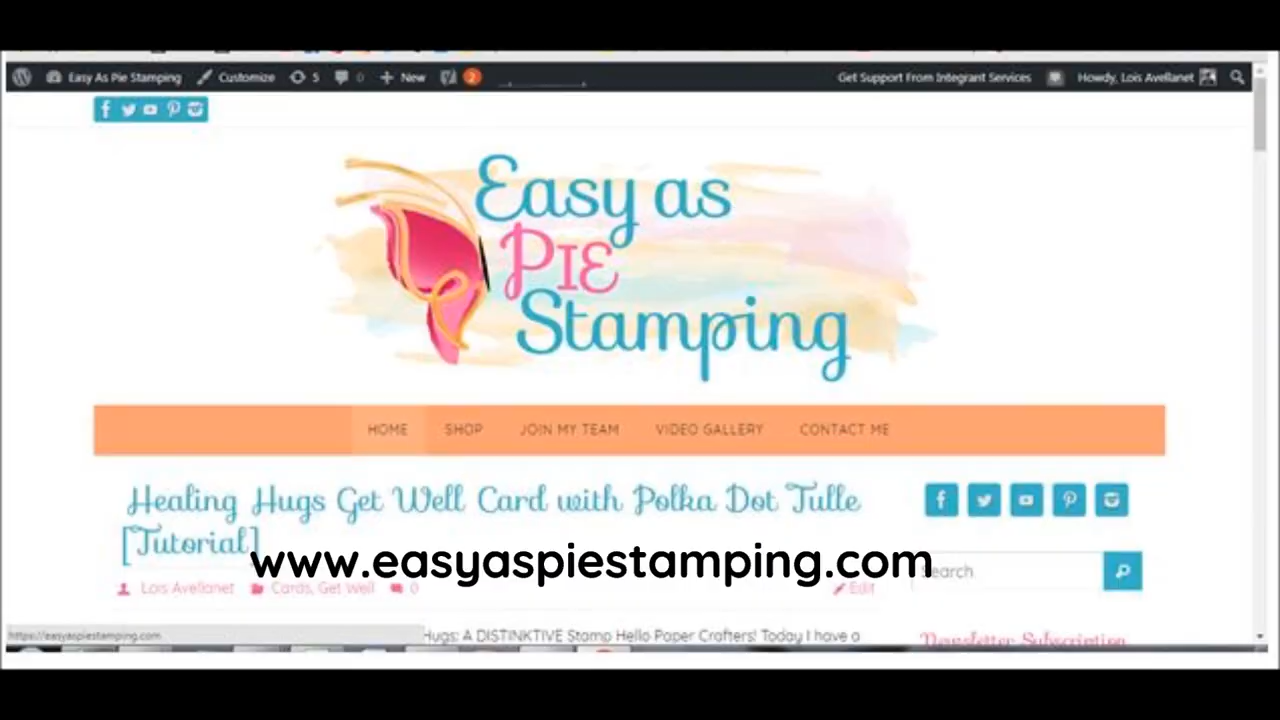 Easy As Pie Stamping Customize 5 0 New 2 Get Support From Integrant Services Howdy, Lois Avellanet
Easy as
PIE
Stamping
HOME SHOP JOIN MY TEAM VIDEO GALLERY CONTACT ME
Healing Hugs Get Well Card with Polka Dot Tulle
[Tutorial]
www.easyaspiestamping.com
Search
Lois Avellanet Cards, Get Well 0 Edit
https://easyaspiestamping.com
Hugs: A DISTINKTIVE Stamp Hello Paper Crafters! Today I have a
Newsletter Subscription